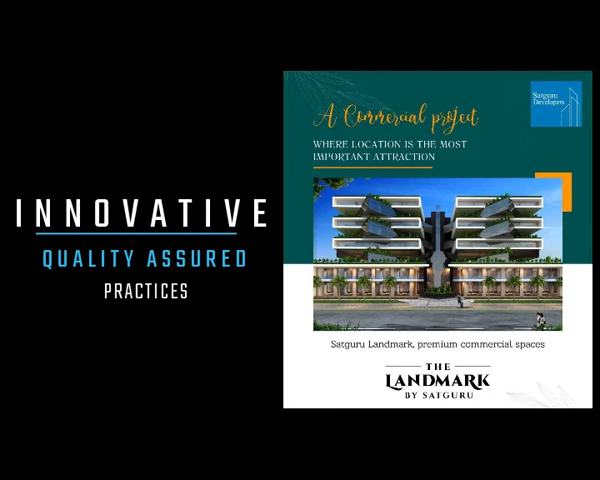 INNOVATIVE
QUALITY ASSURED
PRACTICES
Satguru
Developers
A Commercial project
WHERE LOCATION IS THE MOST
IMPORTANT ATTRACTION
Satguru Landmark, premium commercial spaces
THE
LANDMARK
BY SATGURU